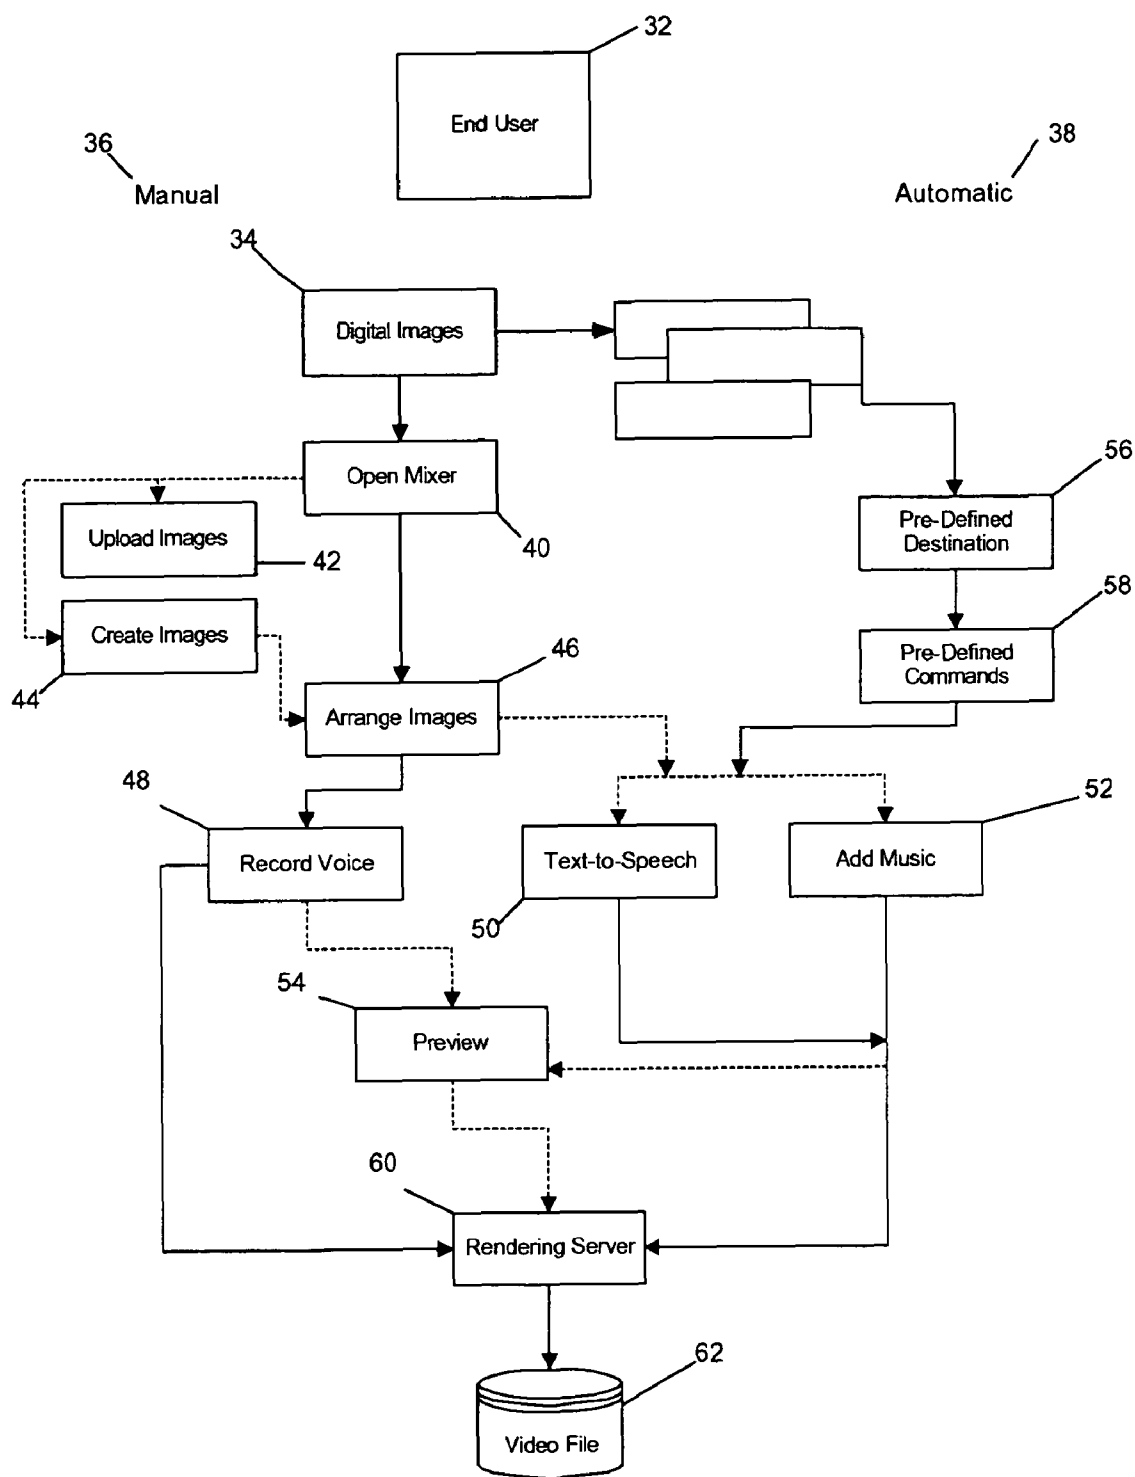 32
End User
36
Manual
38
Automatic
34
Digital Images
Open Mixer
40
Upload Images
42
56
Pre-Defined
Destination
Create Images
44
46
58
Pre-Defined
Commands
Arrange Images
48
Record Voice
Text-to-Speech
50
52
Add Music
54
Preview
60
Rendering Server
62
Video File